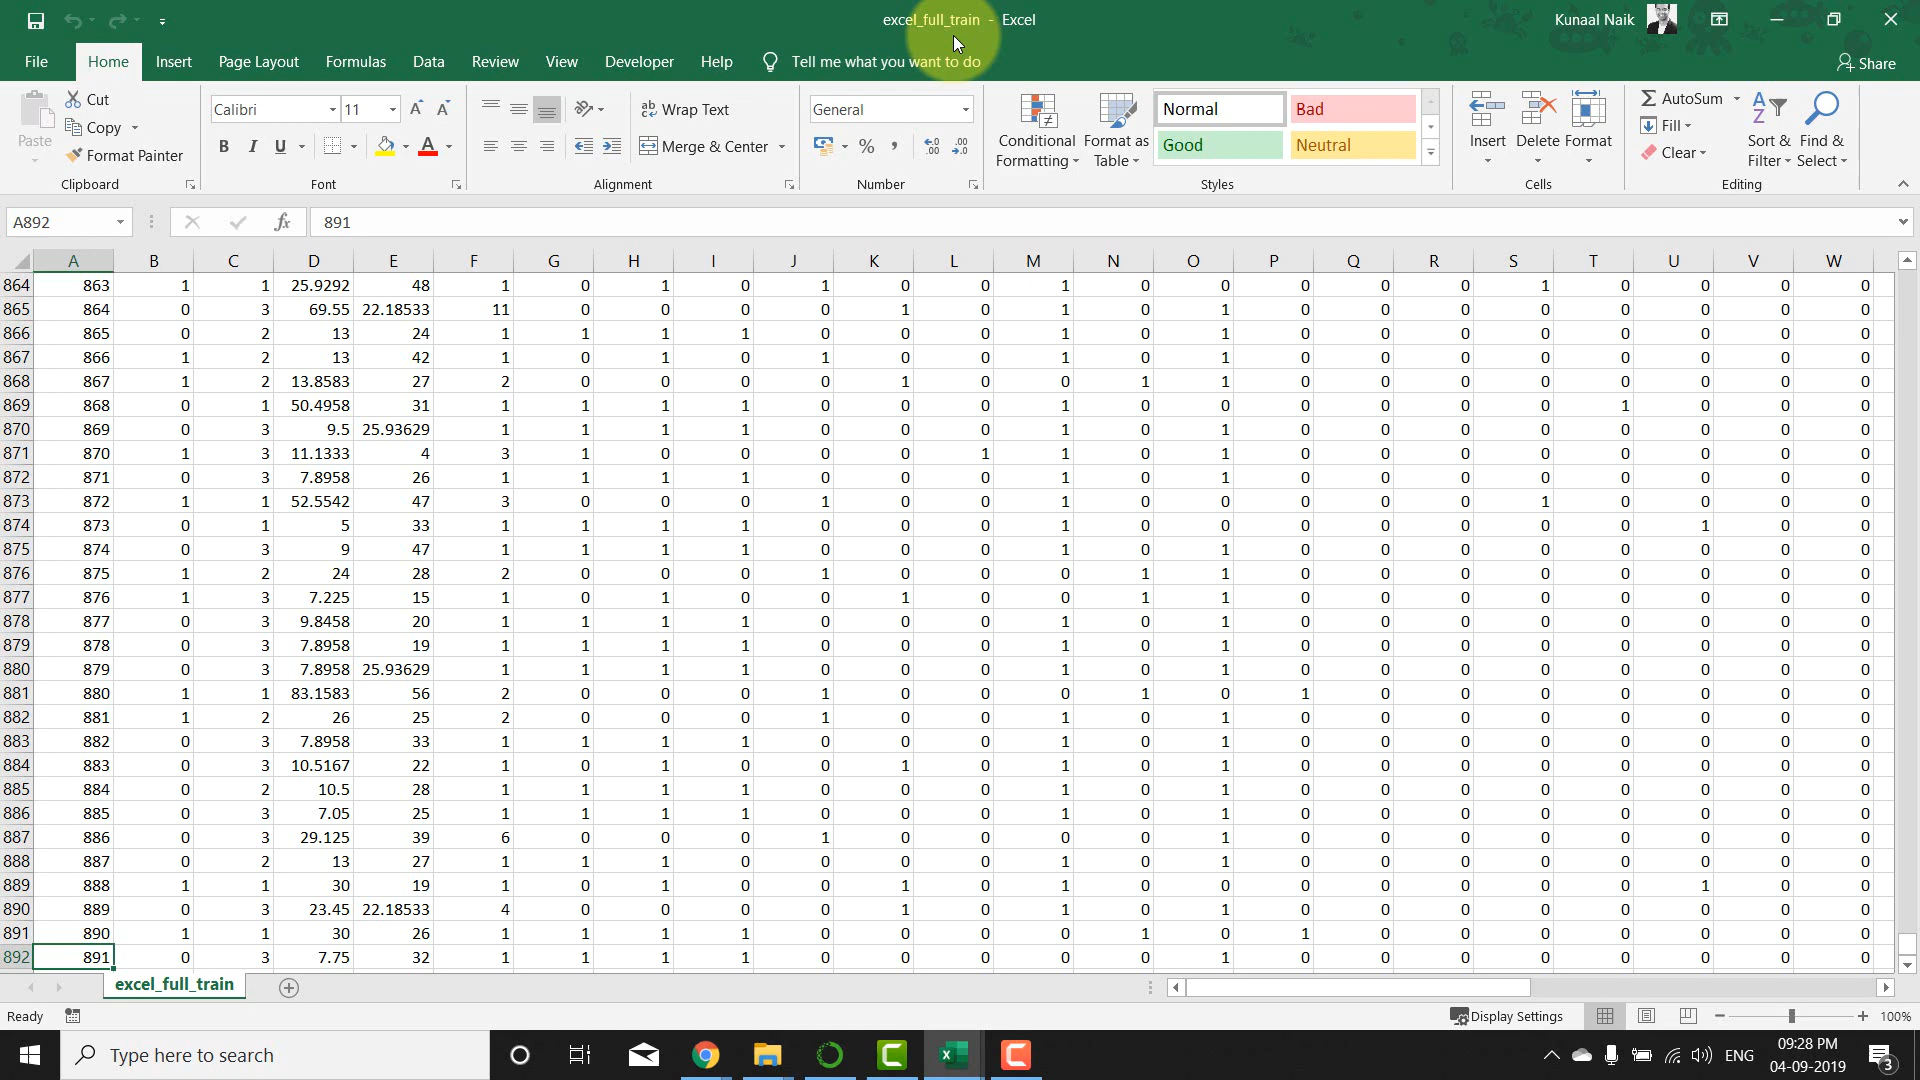 excel_full_train - Excel
Kunaal Naik
File Home Insert Page Layout Formulas Data Review View Developer Help Tell me what you want to do Share
Paste Cut Copy Format Painter Clipboard
Calibri 11 B I U A Font
Wrap Text Merge & Center Alignment
General % , Number
Conditional Formatting Format as Table Normal Bad Good Neutral Styles
Insert Delete Format Cells
AutoSum Fill Clear Sort & Filter Find & Select Editing
A892 fx 891
A B C D E F G H I J K L M N O P Q R S T U V W
864 863 1 1 25.9292 48 1 0 1 0 1 0 0 1 0 0 0 0 0 1 0 0 0 0
865 864 0 3 69.55 22.18533 11 0 0 0 0 1 0 1 0 1 0 0 0 0 0 0 0 0
866 865 0 2 13 24 1 1 1 1 0 0 0 1 0 1 0 0 0 0 0 0 0 0
867 866 1 2 13 42 1 0 1 0 1 0 0 1 0 1 0 0 0 0 0 0 0 0
868 867 1 2 13.8583 27 2 0 0 0 0 1 0 0 1 1 0 0 0 0 0 0 0 0
869 868 0 1 50.4958 31 1 1 1 1 0 0 0 1 0 0 0 0 0 0 1 0 0 0
870 869 0 3 9.5 25.93629 1 1 1 1 0 0 0 1 0 1 0 0 0 0 0 0 0 0
871 870 1 3 11.1333 4 3 1 0 0 0 0 1 1 0 1 0 0 0 0 0 0 0 0
872 871 0 3 7.8958 26 1 1 1 1 0 0 0 1 0 1 0 0 0 0 0 0 0 0
873 872 1 1 52.5542 47 3 0 0 0 1 0 0 1 0 0 0 0 0 1 0 0 0 0
874 873 0 1 5 33 1 1 1 1 0 0 0 1 0 0 0 0 0 0 0 1 0 0
875 874 0 3 9 47 1 1 1 1 0 0 0 1 0 1 0 0 0 0 0 0 0 0
876 875 1 2 24 28 2 0 0 0 1 0 0 0 1 1 0 0 0 0 0 0 0 0
877 876 1 3 7.225 15 1 0 1 0 0 1 0 0 1 1 0 0 0 0 0 0 0 0
878 877 0 3 9.8458 20 1 1 1 1 0 0 0 1 0 1 0 0 0 0 0 0 0 0
879 878 0 3 7.8958 19 1 1 1 1 0 0 0 1 0 1 0 0 0 0 0 0 0 0
880 879 0 3 7.8958 25.93629 1 1 1 1 0 0 0 1 0 1 0 0 0 0 0 0 0 0
881 880 1 1 83.1583 56 2 0 0 0 1 0 0 0 1 0 1 0 0 0 0 0 0 0
882 881 1 2 26 25 2 0 0 0 1 0 0 1 0 1 0 0 0 0 0 0 0 0
883 882 0 3 7.8958 33 1 1 1 1 0 0 0 1 0 1 0 0 0 0 0 0 0 0
884 883 0 3 10.5167 22 1 0 1 0 0 1 0 1 0 1 0 0 0 0 0 0 0 0
885 884 0 2 10.5 28 1 1 1 1 0 0 0 1 0 1 0 0 0 0 0 0 0 0
886 885 0 3 7.05 25 1 1 1 1 0 0 0 1 0 1 0 0 0 0 0 0 0 0
887 886 0 3 29.125 39 6 0 0 0 1 0 0 0 0 1 0 0 0 0 0 0 0 0
888 887 0 2 13 27 1 1 1 0 0 0 0 1 0 1 0 0 0 0 0 0 0 0
889 888 1 1 30 19 1 0 1 0 0 1 0 1 0 0 0 0 0 0 0 1 0 0
890 889 0 3 23.45 22.18533 4 0 0 0 0 1 0 1 0 1 0 0 0 0 0 0 0 0
891 890 1 1 30 26 1 1 1 1 0 0 0 0 1 0 1 0 0 0 0 0 0 0
892 891 0 3 7.75 32 1 1 1 1 0 0 0 0 0 1 0 0 0 0 0 0 0 0
excel_full_train
Ready Display Settings 100%
Type here to search
ENG 09:28 PM
04-09-2019
3